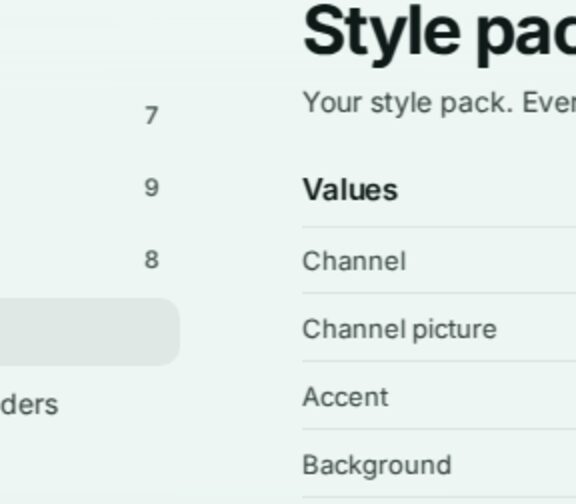 7
9
8
ders
Style pac
Your style pack. Ever
Values
Channel
Channel picture
Accent
Background